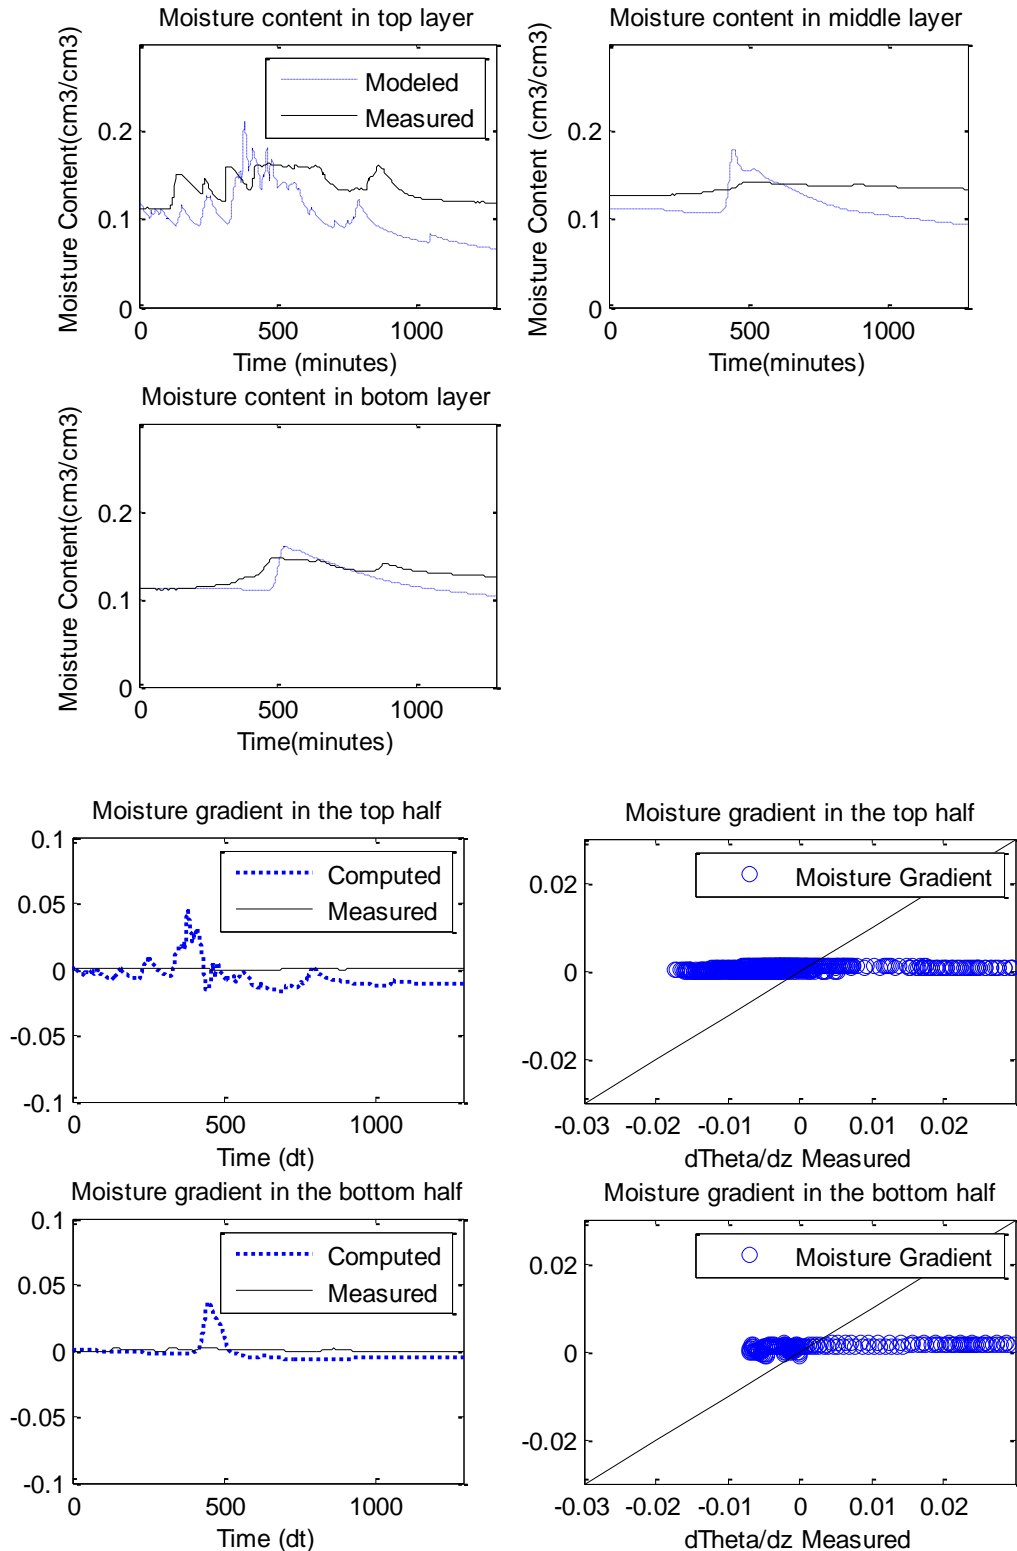 Moisture content in top layer
Moisture Content(cm3/cm3)
0.2
0.1
0
Modeled
Measured
0 500 1000
Time (minutes)
Moisture content in middle layer
Moisture Content (cm3/cm3)
0.2
0.1
0
0 500 1000
Time(minutes)
Moisture content in botom layer
Moisture Content(cm3/cm3)
0.2
0.1
0
0 500 1000
Time(minutes)
Moisture gradient in the top half
0.1
0.05
0
-0.05
-0.1
Computed
Measured
0 500 1000
Time (dt)
Moisture gradient in the top half
0.02
0
-0.02
Moisture Gradient
-0.03 -0.02 -0.01 0 0.01 0.02
dTheta/dz Measured
Moisture gradient in the bottom half
0.1
0.05
0
-0.05
-0.1
Computed
Measured
0 500 1000
Time (dt)
Moisture gradient in the bottom half
0.02
0
-0.02
Moisture Gradient
-0.03 -0.02 -0.01 0 0.01 0.02
dTheta/dz Measured